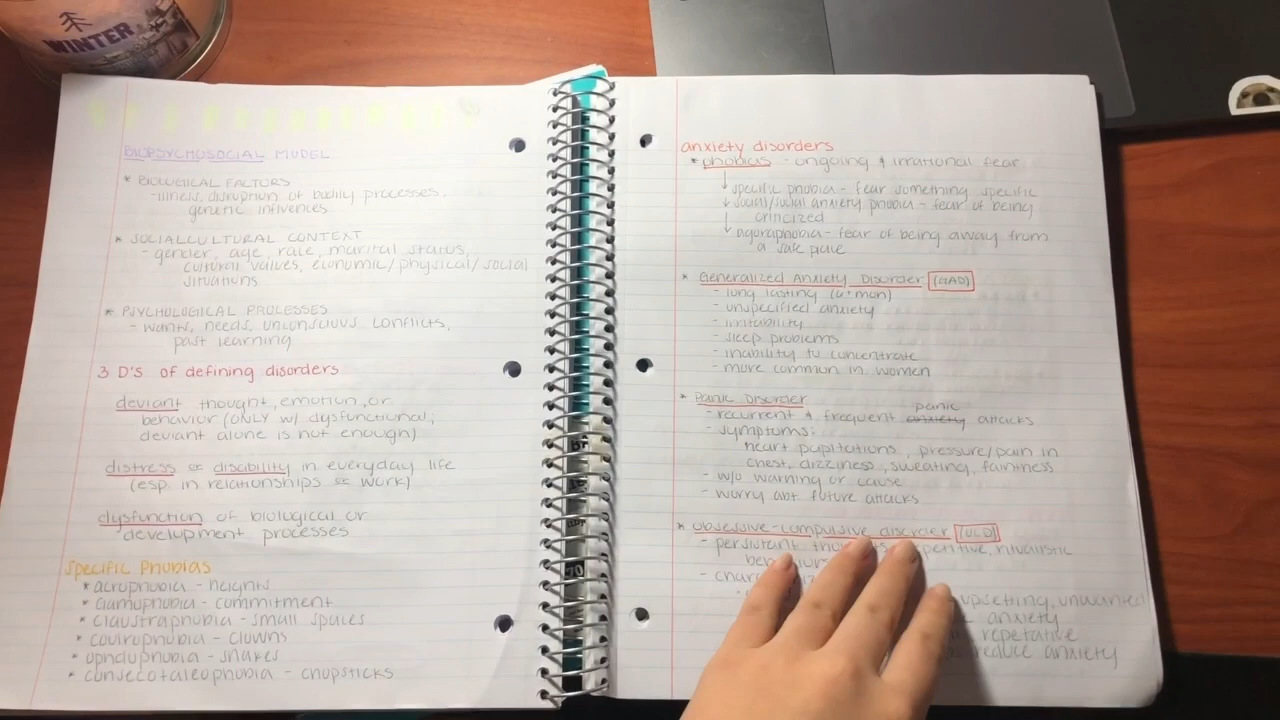 WINTER
BIOPSYCHOSOCIAL MODEL
* BIOLOGICAL FACTORS
- illness, disruption of bodily processes,
genetic influences
* SOCIALCULTURAL CONTEXT
- gender, age, race, marital status,
cultural values, economic/physical/social
situations
* PSYCHOLOGICAL PROCESSES
- wants, needs, unconscious conflicts,
past learning
3 D'S of defining disorders
deviant thought, emotion, or
behavior (ONLY w/ dysfunctional,
deviant alone is not enough)
distress or disability in everyday life
(esp. in relationships or work)
dysfunction of biological or
development processes
Specific Phobias
* acrophobia - heights
* Gamophobia - commitment
* claustraphobia - small spaces
* coulrophobia - clowns
* ophidiphobia - snakes
* consecotaleophobia - chopsticks
anxiety disorders
* phobias - ongoing & irrational fear
↓ specific phobia - fear something specific
↓ social/social anxiety phobia - fear of being
criticized
↓ agoraphobia - fear of being away from
a safe place
* Generalized Anxiety Disorder (GAD)
- long lasting (6+ mon)
- unspecified anxiety
- irritability
- sleep problems
- inability to concentrate
- more common in women
* Panic Disorder
panic
- recurrent & frequent anxiety attacks
- symptoms:
heart pulpitations, pressure/pain in
chest, dizziness, sweating, faintness
- w/o warning or cause
- worry abt future attacks
* Obsessive-compulsive disorder (OCD)
- persistant ritualistic
upsetting, unwanted
anxiety
repetative
reduce anxiety